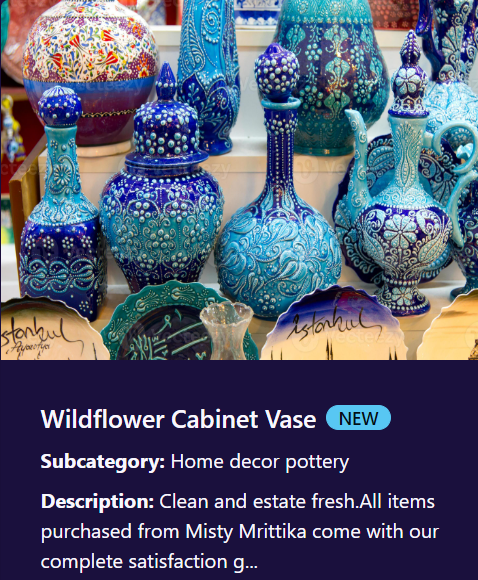 Istanbul
Ayasofya
Istanbul
Wildflower Cabinet Vase NEW
Subcategory: Home decor pottery
Description: Clean and estate fresh.All items
purchased from Misty Mrittika come with our
complete satisfaction g...